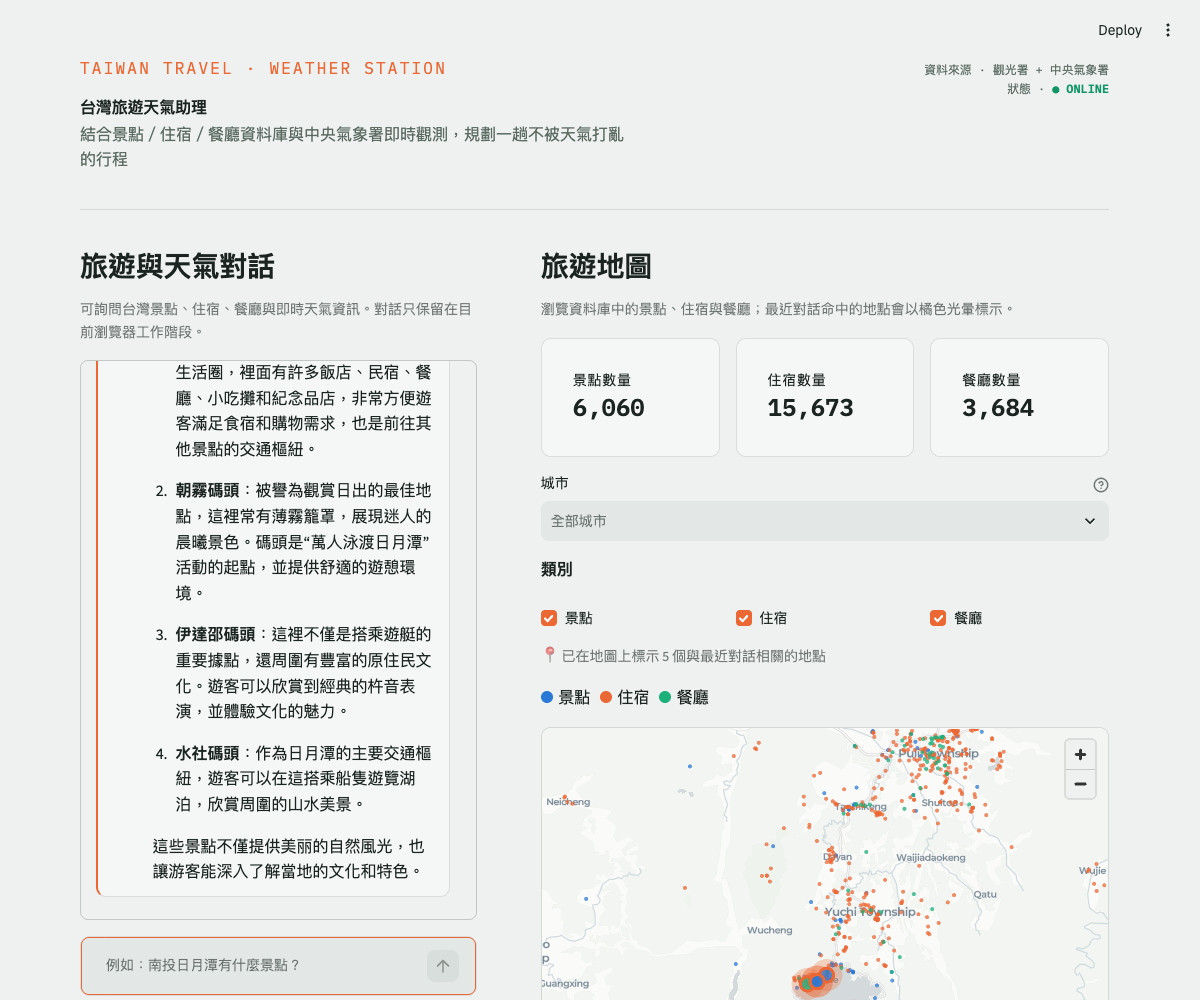 Deploy
TAIWAN TRAVEL · WEATHER STATION
資料來源 · 觀光署 + 中央氣象署
狀態 · ● ONLINE
台灣旅遊天氣助理
結合景點 / 住宿 / 餐廳資料庫與中央氣象署即時觀測，規劃一趟不被天氣打亂
的行程
旅遊與天氣對話
可詢問台灣景點、住宿、餐廳與即時天氣資訊。對話只保留在目
前瀏覽器工作階段。
生活圈，裡面有許多飯店、民宿、餐
廳、小吃攤和紀念品店，非常方便遊
客滿足食宿和購物需求，也是前往其
他景點的交通樞紐。
2. 朝霧碼頭：被譽為觀賞日出的最佳地
點，這裡常有薄霧籠罩，展現迷人的
晨曦景色。碼頭是“萬人泳渡日月潭”
活動的起點，並提供舒適的遊憩環
境。
3. 伊達邵碼頭：這裡不僅是搭乘遊艇的
重要據點，還周圍有豐富的原住民文
化。遊客可以欣賞到經典的杵音表
演，並體驗文化的魅力。
4. 水社碼頭：作為日月潭的主要交通樞
紐，遊客可以在這搭乘船隻遊覽湖
泊，欣賞周圍的山水美景。
這些景點不僅提供美丽的自然風光，也
讓游客能深入了解當地的文化和特色。
例如：南投日月潭有什麼景點？
旅遊地圖
瀏覽資料庫中的景點、住宿與餐廳；最近對話命中的地點會以橘色光暈標示。
景點數量
6,060
住宿數量
15,673
餐廳數量
3,684
城市
全部城市
類別
景點
住宿
餐廳
已在地圖上標示 5 個與最近對話相關的地點
景點 住宿 餐廳
+
−
Puli Township
Neicheng
Dayan
Waijiadaokeng
Wujie
Qatu
Yuchi Township
Wucheng